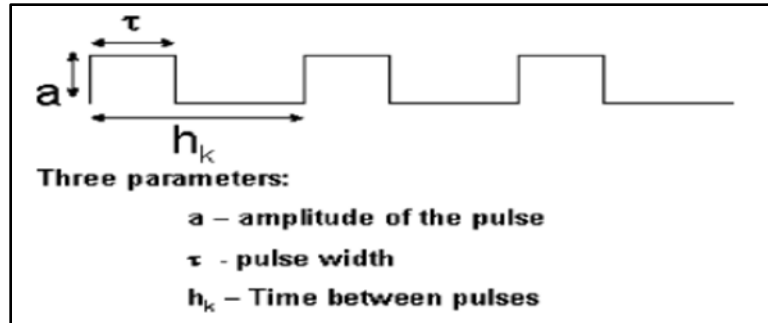 τ
a
hₖ
Three parameters:
a – amplitude of the pulse
τ - pulse width
hₖ – Time between pulses